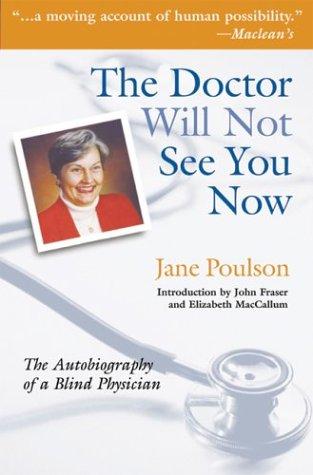 “...a moving account of human possibility.”
—Maclean's
The Doctor
Will Not
See You
Now
Jane Poulson
Introduction by John Fraser
and Elizabeth MacCallum
The Autobiography
of a Blind Physician